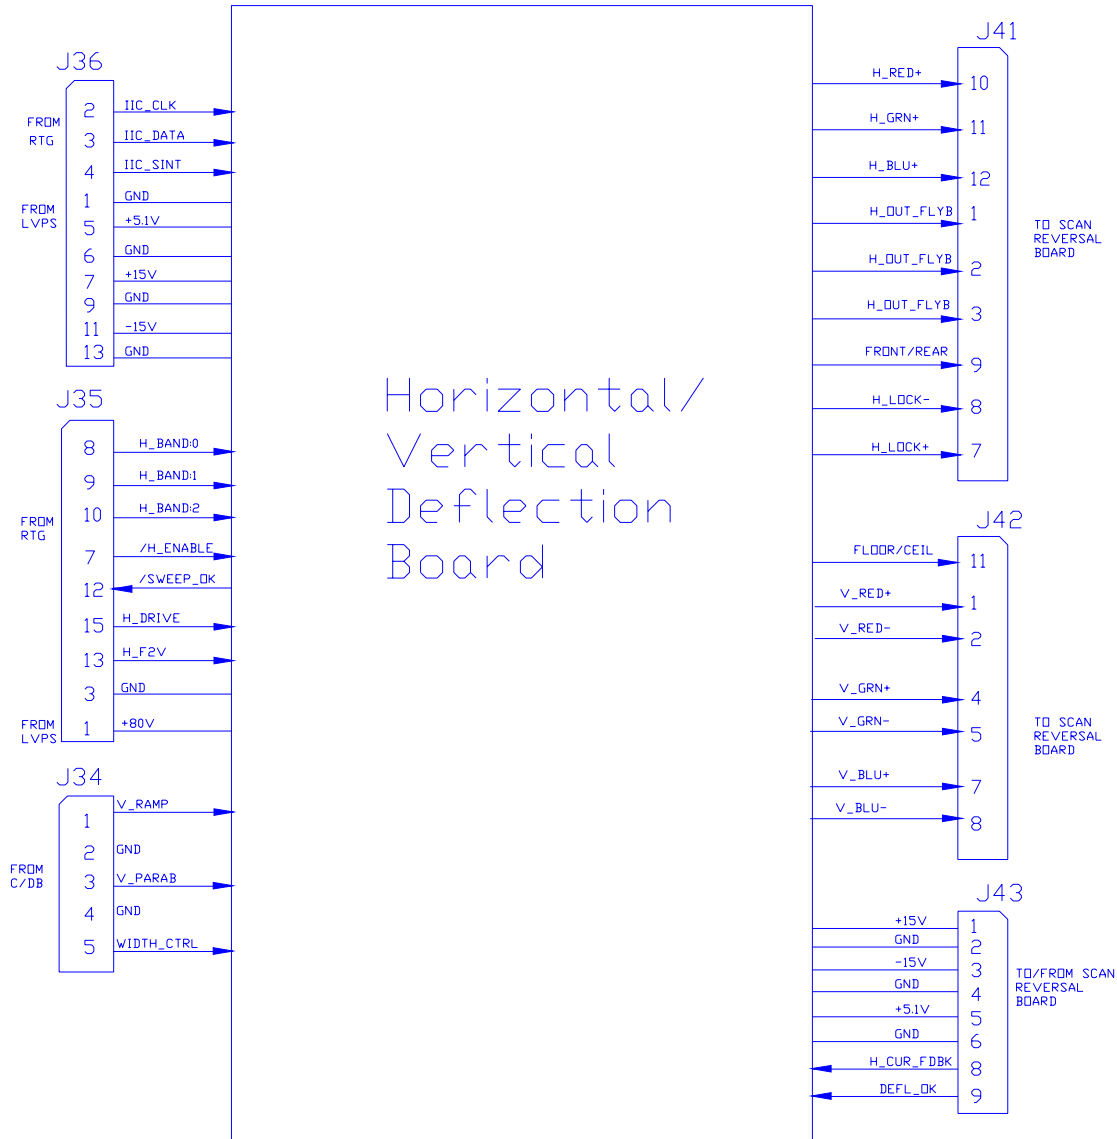 J36
FROM
RTG
2 IIC_CLK
3 IIC_DATA
4 IIC_SINT
FROM
LVPS
1 GND
5 +5.1V
6 GND
7 +15V
9 GND
11 -15V
13 GND
J35
FROM
RTG
8 H_BAND:0
9 H_BAND:1
10 H_BAND:2
7 /H_ENABLE
12 /SWEEP_OK
15 H_DRIVE
13 H_F2V
3 GND
FROM
LVPS
1 +80V
J34
FROM
C/DB
1 V_RAMP
2 GND
3 V_PARAB
4 GND
5 WIDTH_CTRL
Horizontal/
Vertical
Deflection
Board
J41
H_RED+ 10
H_GRN+ 11
H_BLU+ 12
H_OUT_FLYB 1
H_OUT_FLYB 2
H_OUT_FLYB 3
FRONT/REAR 9
H_LOCK- 8
H_LOCK+ 7
TO SCAN
REVERSAL
BOARD
J42
FLOOR/CEIL 11
V_RED+ 1
V_RED- 2
V_GRN+ 4
V_GRN- 5
V_BLU+ 7
V_BLU- 8
TO SCAN
REVERSAL
BOARD
J43
+15V 1
GND 2
-15V 3
GND 4
+5.1V 5
GND 6
H_CUR_FDBK 8
DEFL_OK 9
TO/FROM SCAN
REVERSAL
BOARD